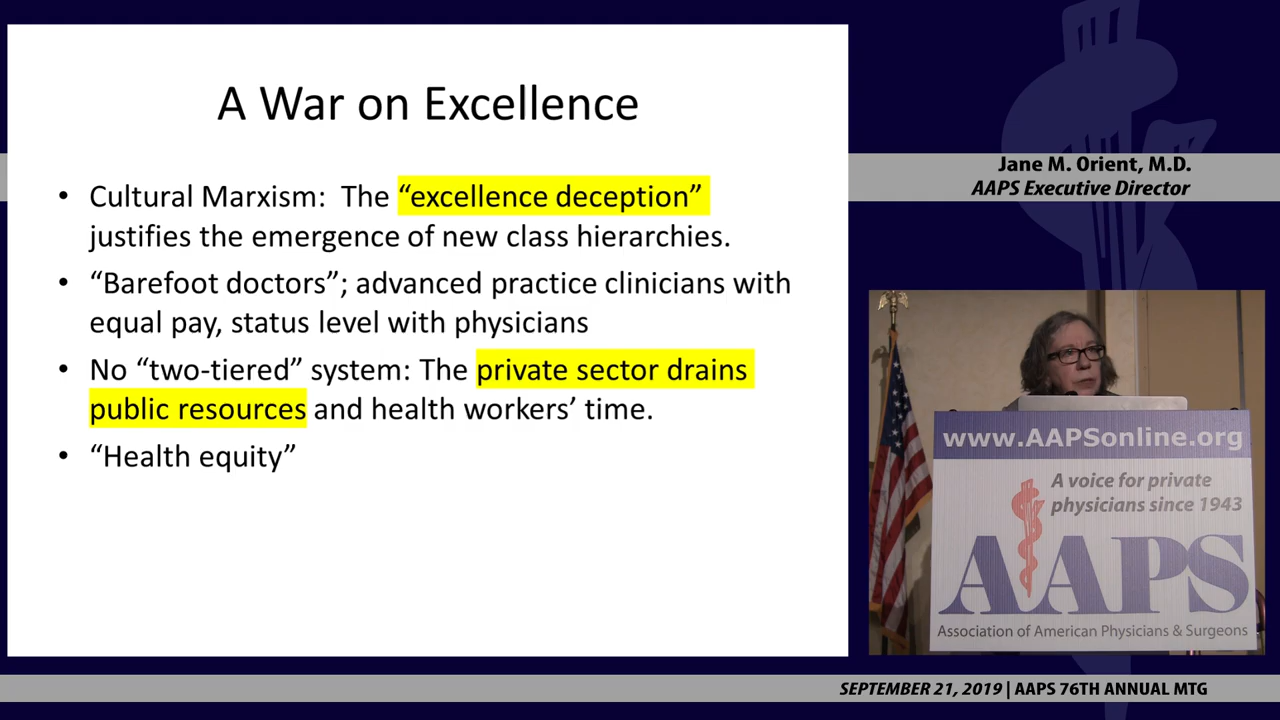 A War on Excellence
• Cultural Marxism: The “excellence deception”
justifies the emergence of new class hierarchies.
• “Barefoot doctors”; advanced practice clinicians with
equal pay, status level with physicians
• No “two-tiered” system: The private sector drains
public resources and health workers’ time.
• “Health equity”
Jane M. Orient, M.D.
AAPS Executive Director
www.AAPSonline.org
A voice for private
physicians since 1943
AAPS
Association of American Physicians & Surgeons
SEPTEMBER 21, 2019 | AAPS 76TH ANNUAL MTG